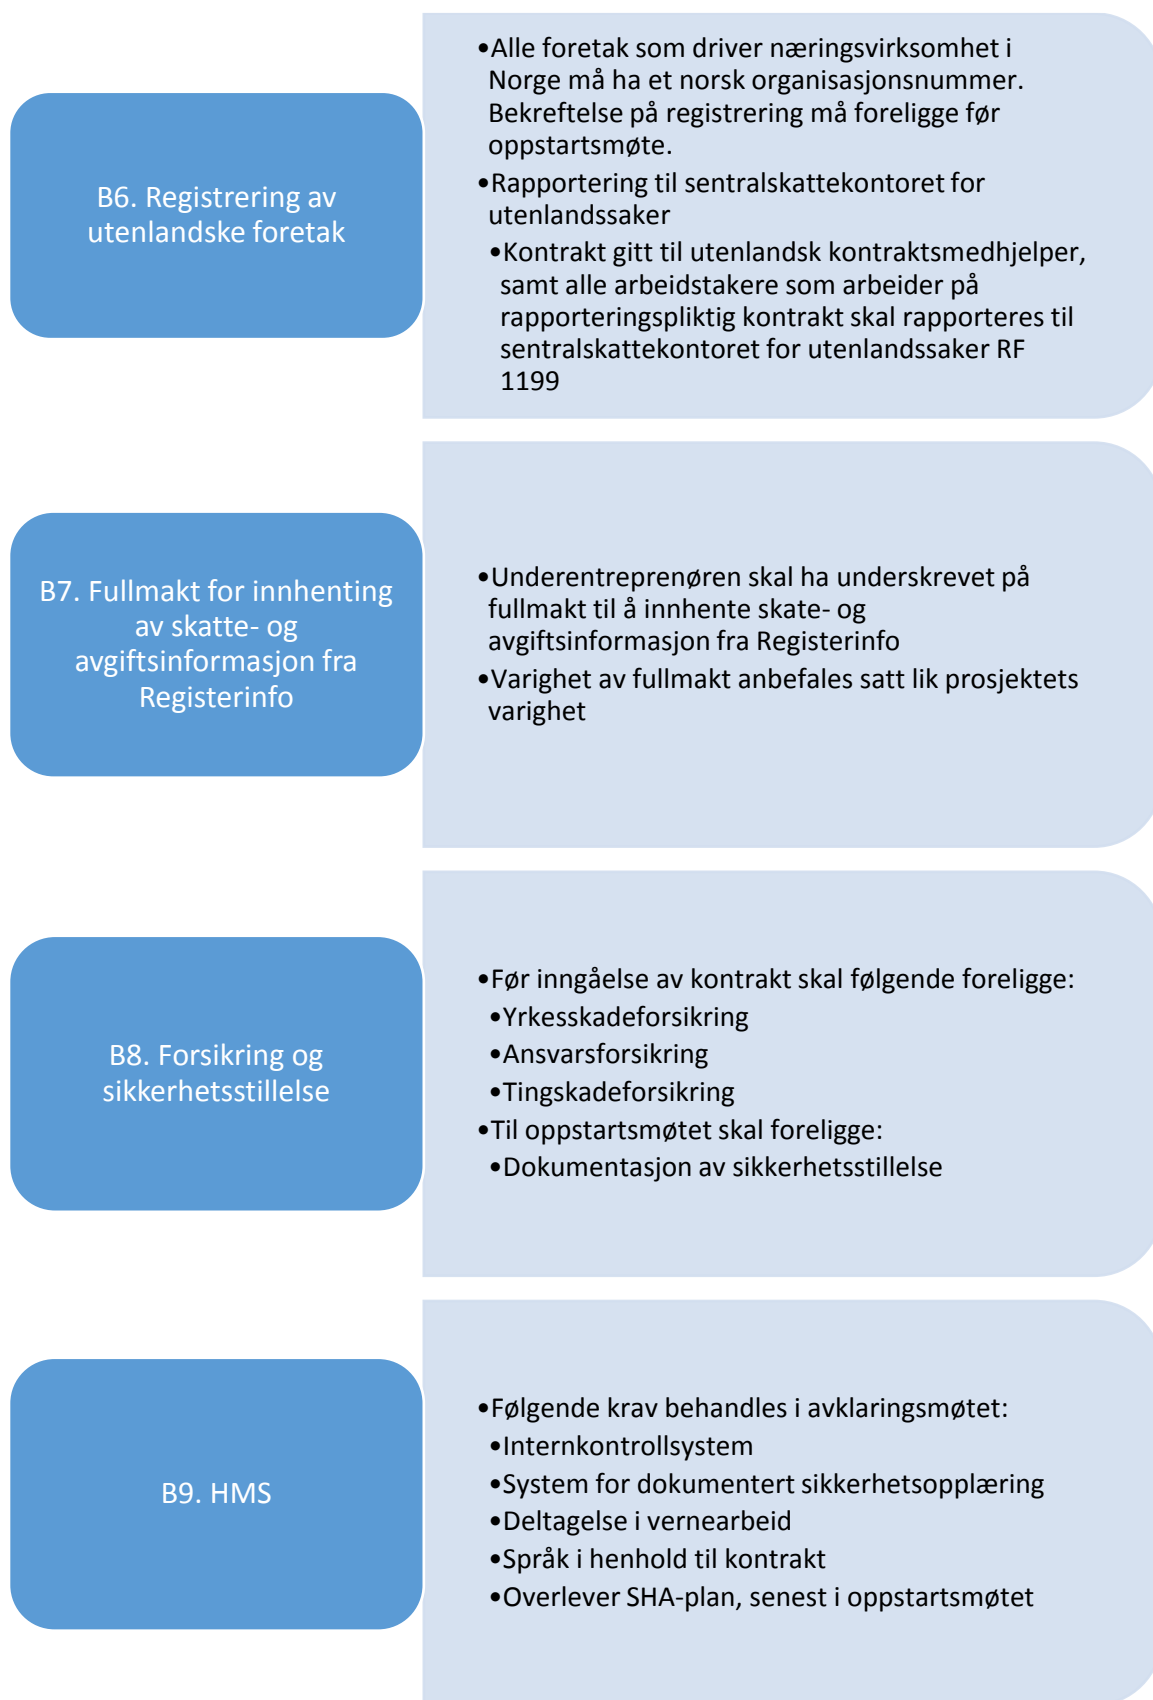 B6. Registrering av
utenlandske foretak
•Alle foretak som driver næringsvirksomhet i
Norge må ha et norsk organisasjonsnummer.
Bekreftelse på registrering må foreligge før
oppstartsmøte.
•Rapportering til sentralskattekontoret for
utenlandssaker
•Kontrakt gitt til utenlandsk kontraktsmedhjelper,
samt alle arbeidstakere som arbeider på
rapporteringspliktig kontrakt skal rapporteres til
sentralskattekontoret for utenlandssaker RF
1199
B7. Fullmakt for innhenting
av skatte- og
avgiftsinformasjon fra
Registerinfo
•Underentreprenøren skal ha underskrevet på
fullmakt til å innhente skate- og
avgiftsinformasjon fra Registerinfo
•Varighet av fullmakt anbefales satt lik prosjektets
varighet
B8. Forsikring og
sikkerhetsstillelse
•Før inngåelse av kontrakt skal følgende foreligge:
•Yrkesskadeforsikring
•Ansvarsforsikring
•Tingskadeforsikring
•Til oppstartsmøtet skal foreligge:
•Dokumentasjon av sikkerhetsstillelse
B9. HMS
•Følgende krav behandles i avklaringsmøtet:
•Internkontrollsystem
•System for dokumentert sikkerhetsopplæring
•Deltagelse i vernearbeid
•Språk i henhold til kontrakt
•Overlever SHA-plan, senest i oppstartsmøtet